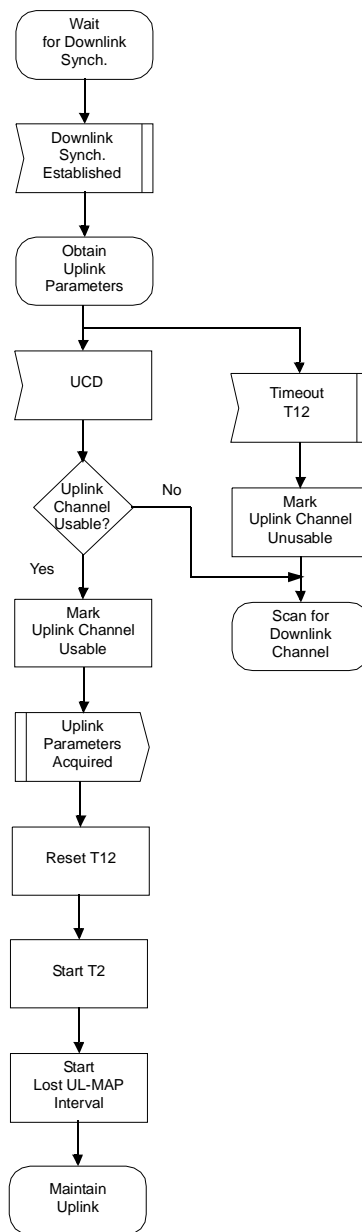 Wait
for Downlink
Synch.
Downlink
Synch.
Established
Obtain
Uplink
Parameters
UCD
Timeout
T12
Uplink
Channel
Usable?
No
Yes
Mark
Uplink Channel
Unusable
Mark
Uplink Channel
Usable
Scan for
Downlink
Channel
Uplink
Parameters
Acquired
Reset T12
Start T2
Start
Lost UL-MAP
Interval
Maintain
Uplink